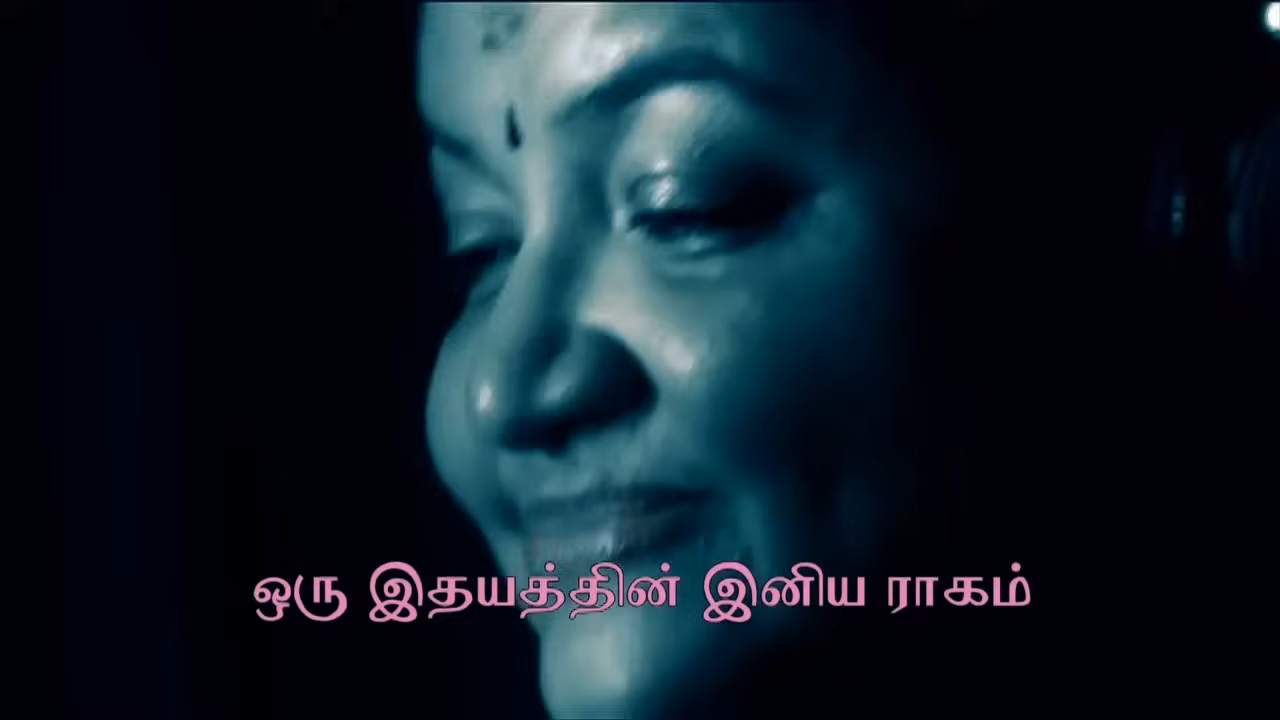 ஒரு இதயத்தின் இனிய ராகம்